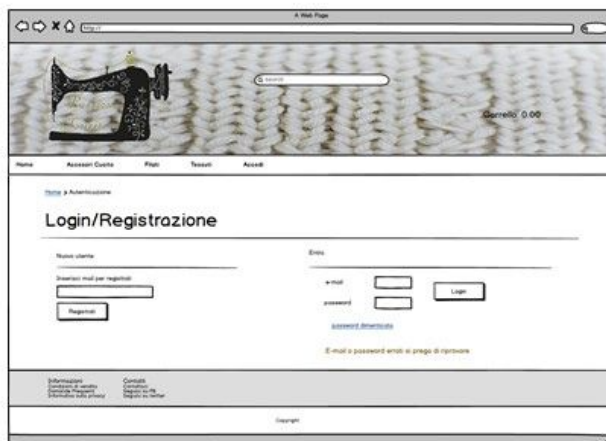 A Web Page
http://
search
Carrello 0.00
Home Accessori Cucito Filati Tessuti Accedi
Home > Autenticazione
Login/Registrazione
Nuovo utente
Inserisci mail per registrati
Registrati
Entra
e-mail
password
Login
password dimenticata
E-mail o password errati si prega di riprovare
Informazioni
Condizioni di vendita
Domande Frequenti
Informativa sulla privacy
Contatti
Contattaci
Seguici su FB
Seguici su twitter
Copyright